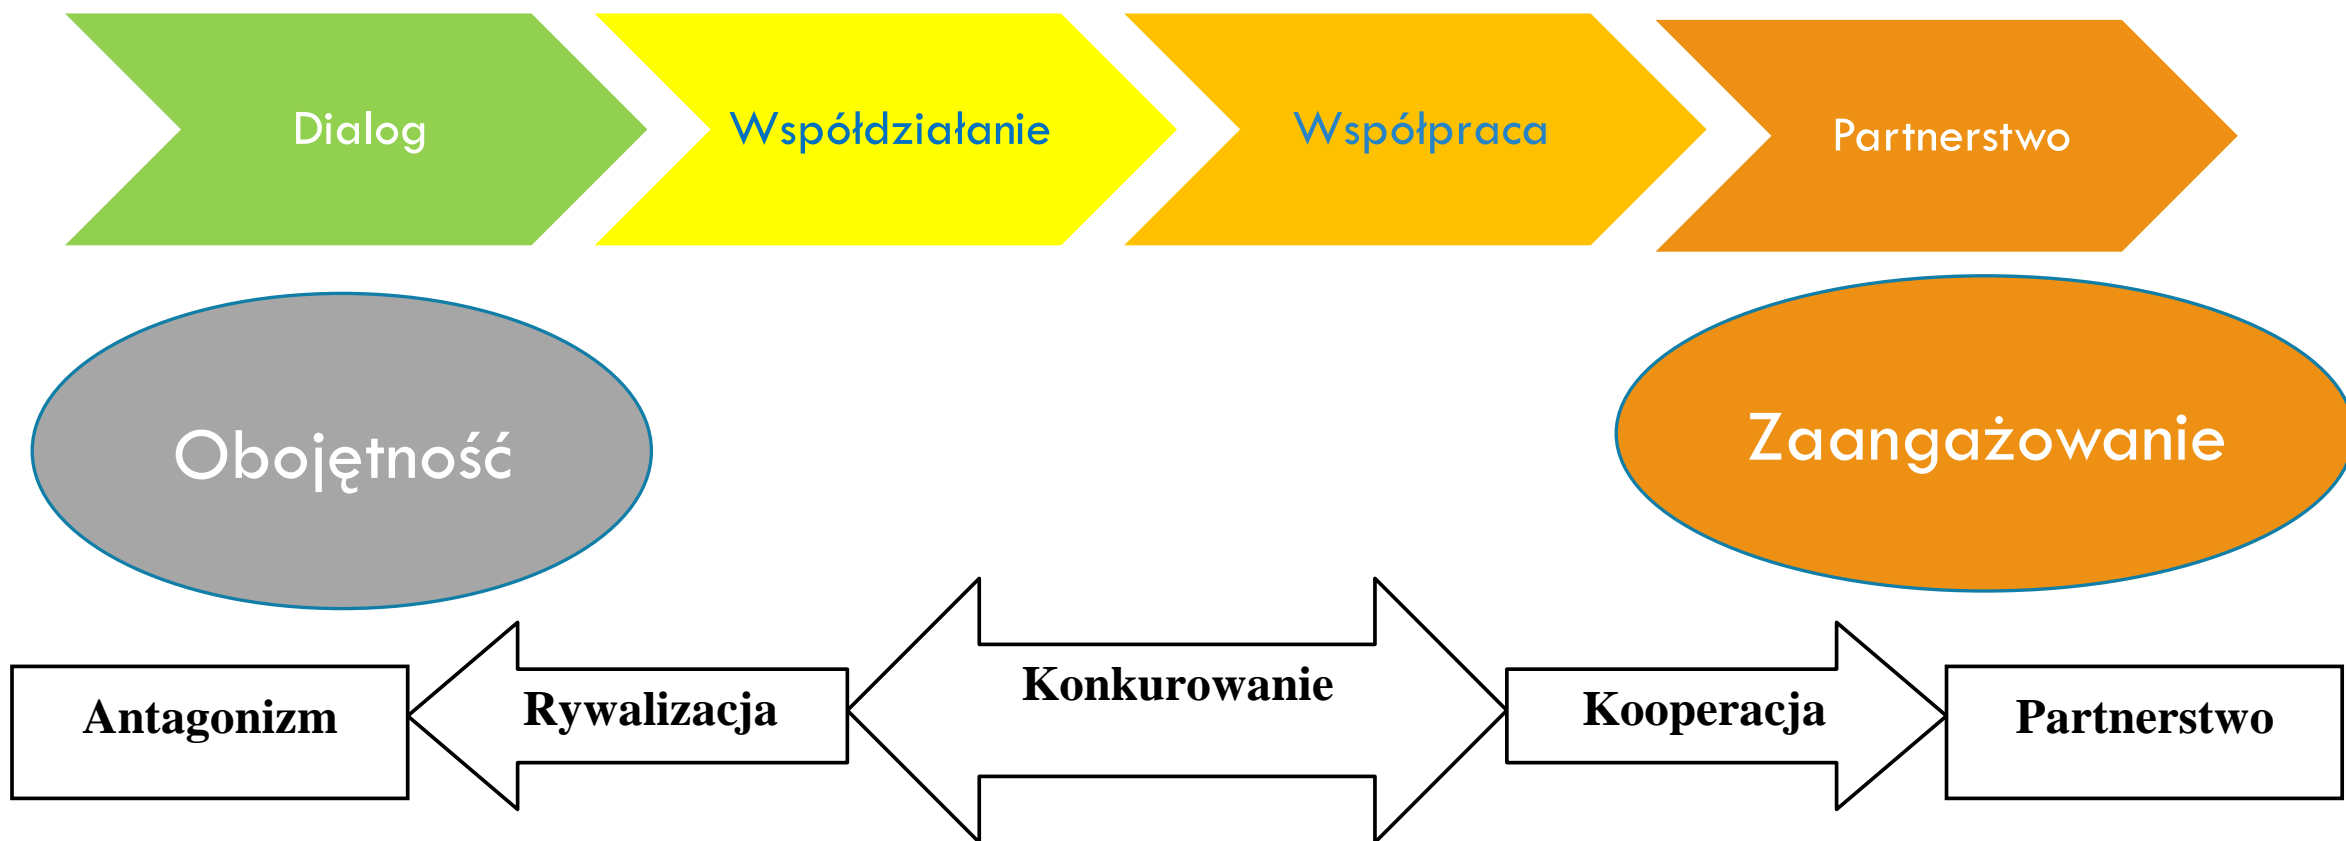 Dialog
Współdziałanie
Współpraca
Partnerstwo
Obojętność
Zaangażowanie
Antagonizm
Rywalizacja
Konkurowanie
Kooperacja
Partnerstwo